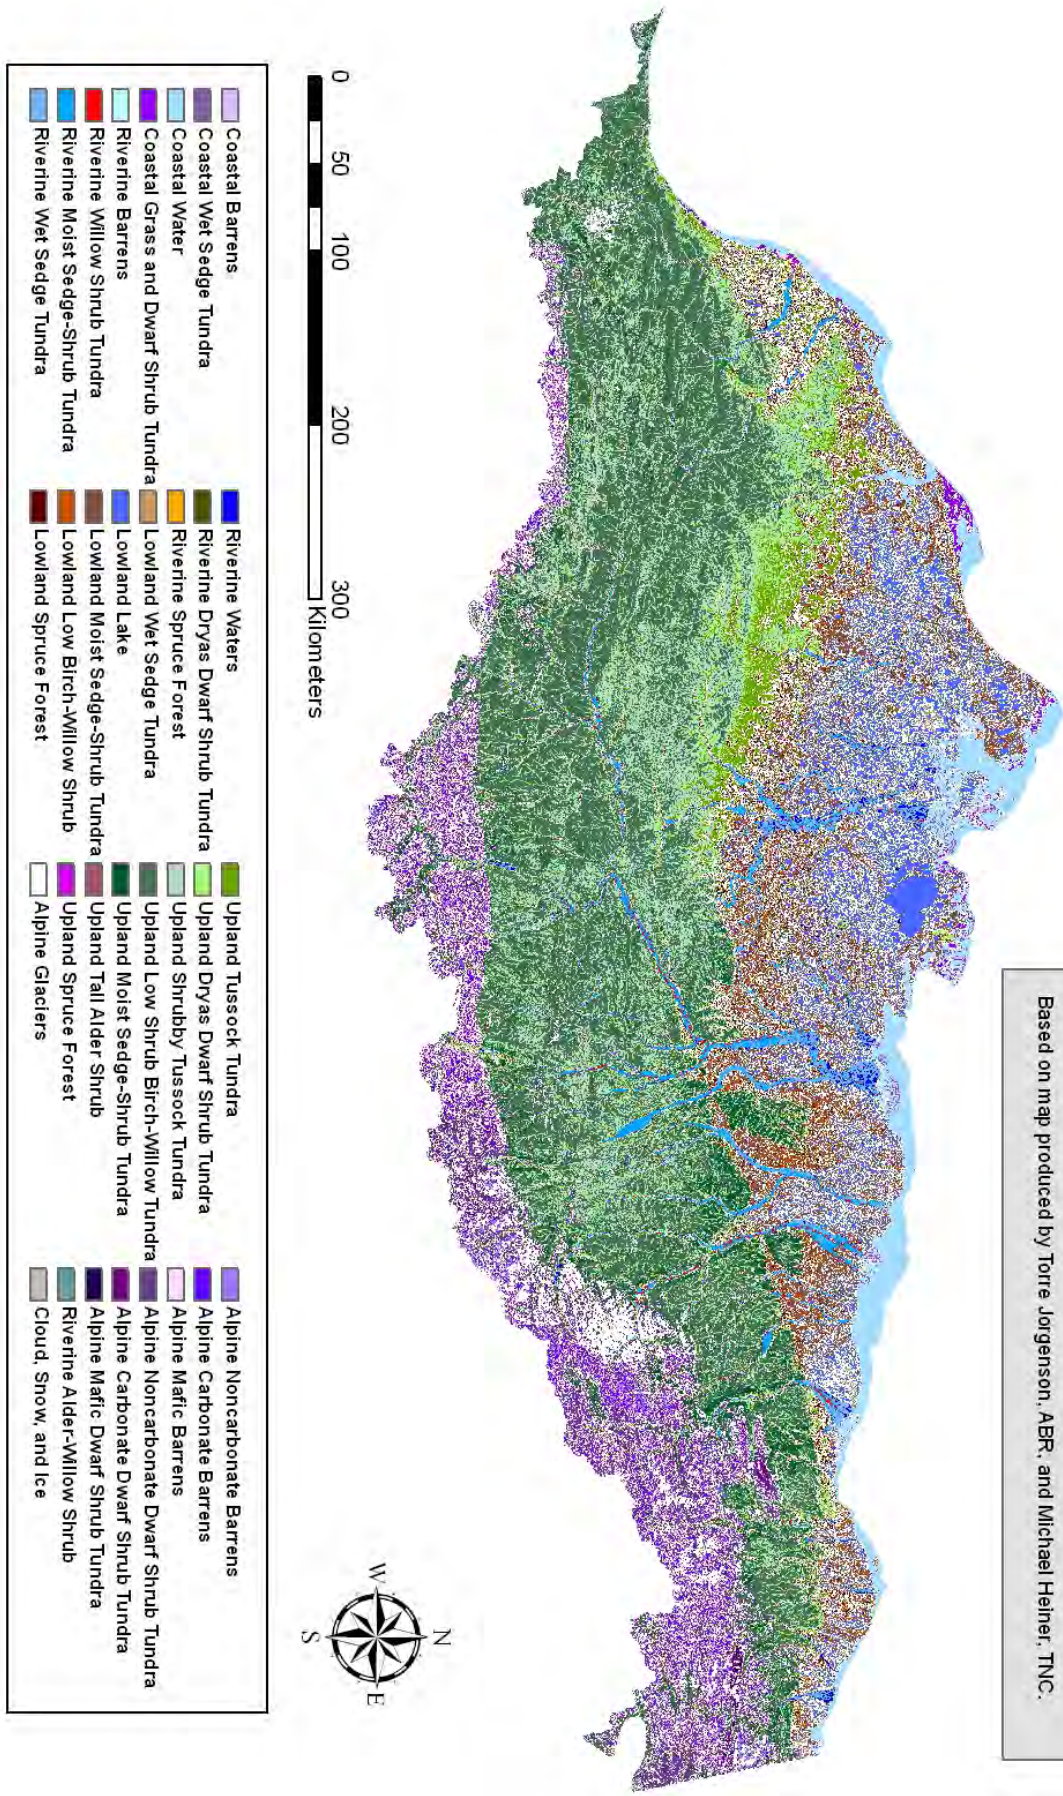 Based on map produced by Torre Jorgenson, ABR, and Michael Heiner, TNC.
N
W
E
S
0 50 100 200 300
Kilometers
Coastal Barrens
Coastal Wet Sedge Tundra
Coastal Water
Coastal Grass and Dwarf Shrub Tundra
Riverine Barrens
Riverine Willow Shrub Tundra
Riverine Moist Sedge-Shrub Tundra
Riverine Wet Sedge Tundra
Riverine Waters
Riverine Dryas Dwarf Shrub Tundra
Riverine Spruce Forest
Lowland Wet Sedge Tundra
Lowland Lake
Lowland Moist Sedge-Shrub Tundra
Lowland Low Birch-Willow Shrub
Lowland Spruce Forest
Upland Tussock Tundra
Upland Dryas Dwarf Shrub Tundra
Upland Shrubby Tussock Tundra
Upland Low Shrub Birch-Willow Tundra
Upland Moist Sedge-Shrub Tundra
Upland Tall Alder Shrub
Upland Spruce Forest
Alpine Glaciers
Alpine Noncarbonate Barrens
Alpine Carbonate Barrens
Alpine Mafic Barrens
Alpine Noncarbonate Dwarf Shrub Tundra
Alpine Carbonate Dwarf Shrub Tundra
Alpine Mafic Dwarf Shrub Tundra
Riverine Alder-Willow Shrub
Cloud, Snow, and Ice